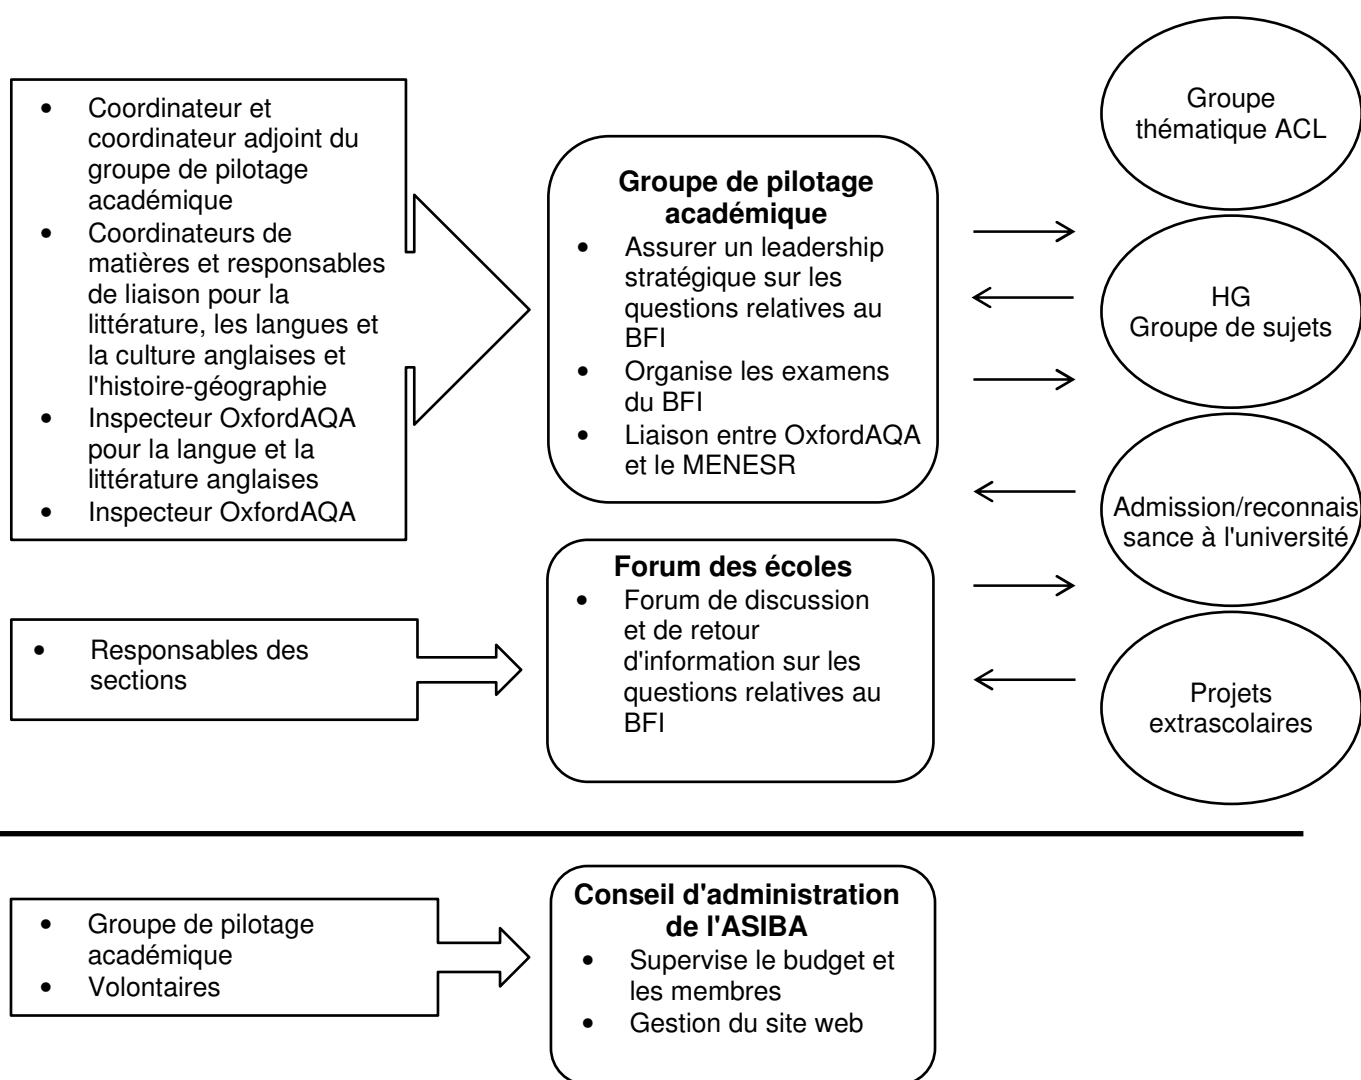 Coordinateur et
coordinateur adjoint du
groupe de pilotage
académique
Coordinateurs de
matières et responsables
de liaison pour la
littérature, les langues et
la culture anglaises et
l'histoire-géographie
Inspecteur OxfordAQA
pour la langue et la
littérature anglaises
Inspecteur OxfordAQA
Groupe de pilotage
académique
Assurer un leadership
stratégique sur les
questions relatives au
BFI
Organise les examens
du BFI
Liaison entre OxfordAQA
et le MENESR
Groupe
thématique ACL
HG
Groupe de sujets
Admission/reconnais
sance à l'université
Projets
extrascolaires
Responsables des
sections
Forum des écoles
Forum de discussion
et de retour
d'information sur les
questions relatives au
BFI
Groupe de pilotage
académique
Volontaires
Conseil d'administration
de l'ASIBA
Supervise le budget et
les membres
Gestion du site web